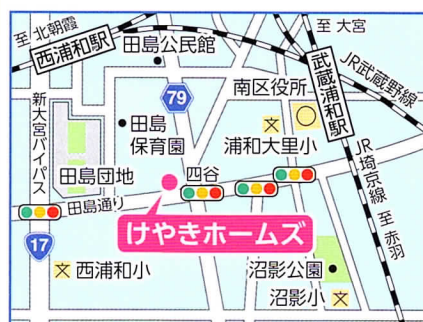 至 北朝霞
西浦和駅
田島公民館
至 大宮
武蔵浦和駅
JR武蔵野線
南区役所
79
新大宮バイパス
田島
保育園
浦和大里小
文
JR埼京線
至 赤羽
田島団地
四谷
田島通り
けやきホームズ
17
文 西浦和小
沼影公園
沼影小 文